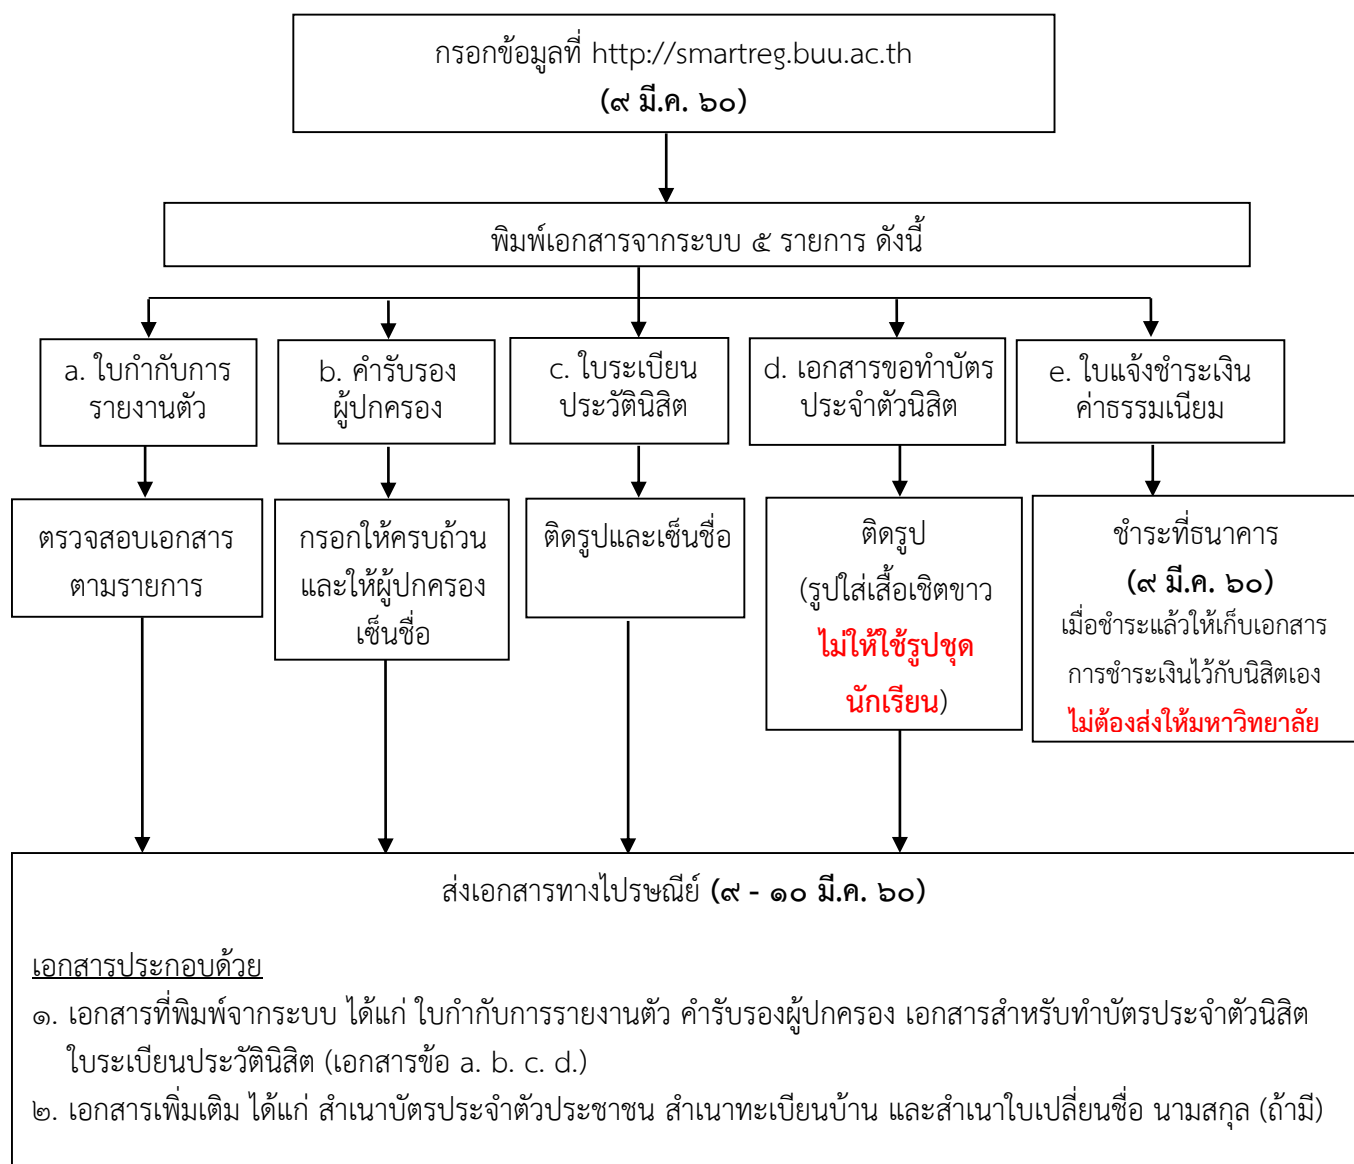 กรอกข้อมูลที่ http://smartreg.buu.ac.th
(๙ มี.ค. ๖๐)
พิมพ์เอกสารจากระบบ ๕ รายการ ดังนี้
a. ใบกำกับการ
รายงานตัว
b. คำรับรอง
ผู้ปกครอง
c. ใบระเบียน
ประวัตินิสิต
d. เอกสารขอทำบัตร
ประจำตัวนิสิต
e. ใบแจ้งชำระเงิน
ค่าธรรมเนียม
ตรวจสอบเอกสาร
ตามรายการ
กรอกให้ครบถ้วน
และให้ผู้ปกครอง
เซ็นชื่อ
ติดรูปและเซ็นชื่อ
ติดรูป
(รูปใส่เสื้อเชิตขาว
ไม่ให้ใช้รูปชุด
นักเรียน)
ชำระที่ธนาคาร
(๙ มี.ค. ๖๐)
เมื่อชำระแล้วให้เก็บเอกสาร
การชำระเงินไว้กับนิสิตเอง
ไม่ต้องส่งให้มหาวิทยาลัย
ส่งเอกสารทางไปรษณีย์ (๙ - ๑๐ มี.ค. ๖๐)
เอกสารประกอบด้วย
๑. เอกสารที่พิมพ์จากระบบ ได้แก่ ใบกำกับการรายงานตัว คำรับรองผู้ปกครอง เอกสารสำหรับทำบัตรประจำตัวนิสิต
ใบระเบียนประวัตินิสิต (เอกสารข้อ a. b. c. d.)
๒. เอกสารเพิ่มเติม ได้แก่ สำเนาบัตรประจำตัวประชาชน สำเนาทะเบียนบ้าน และสำเนาใบเปลี่ยนชื่อ นามสกุล (ถ้ามี)